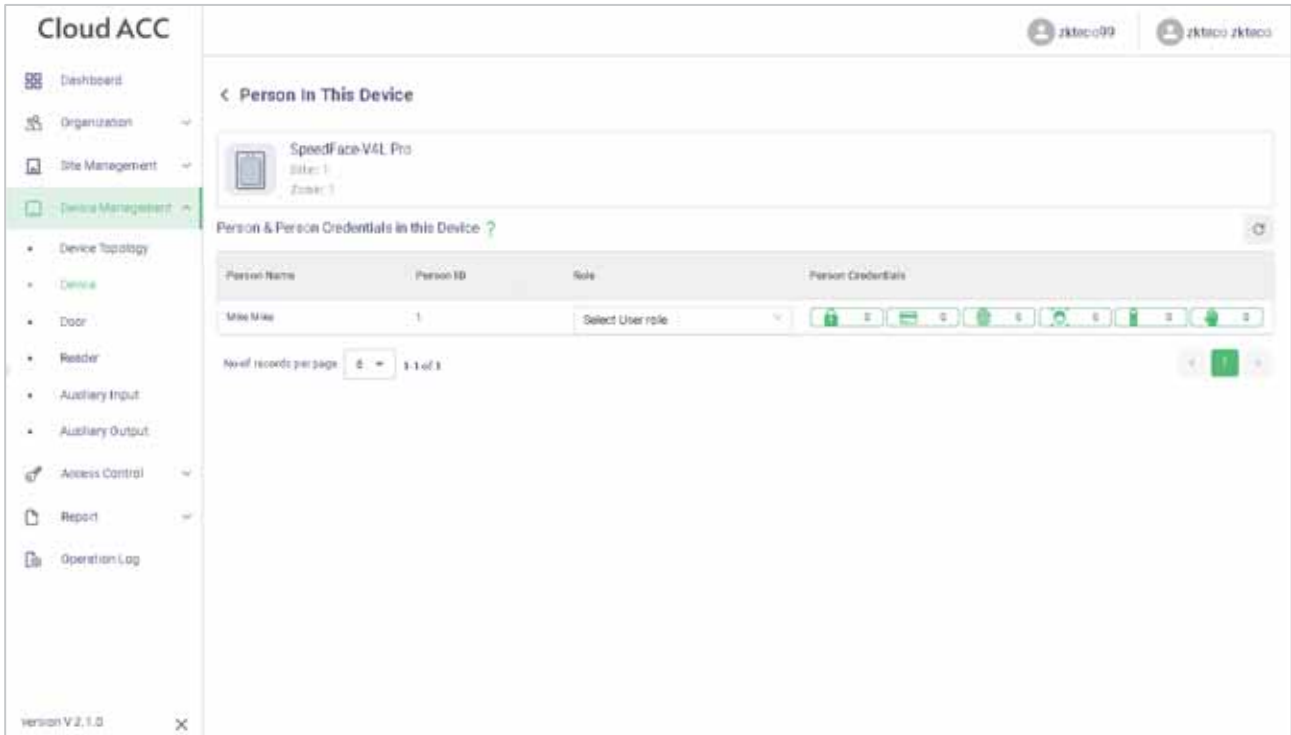 Cloud ACC
zkteco99
zkteco zkteco
Dashboard
Organization
Site Management
Device Management
Device Topology
Device
Door
Reader
Auxiliary Input
Auxiliary Output
Access Control
Report
Operation Log
version V 2.1.0
Person In This Device
SpeedFace-V4L Pro
Site: 1
Zone: 1
Person & Person Credentials in this Device ?
Person Name Person ID Role Person Credentials
Mike Mike 1 Select User role
No of records per page 6 1-1 of 1
1